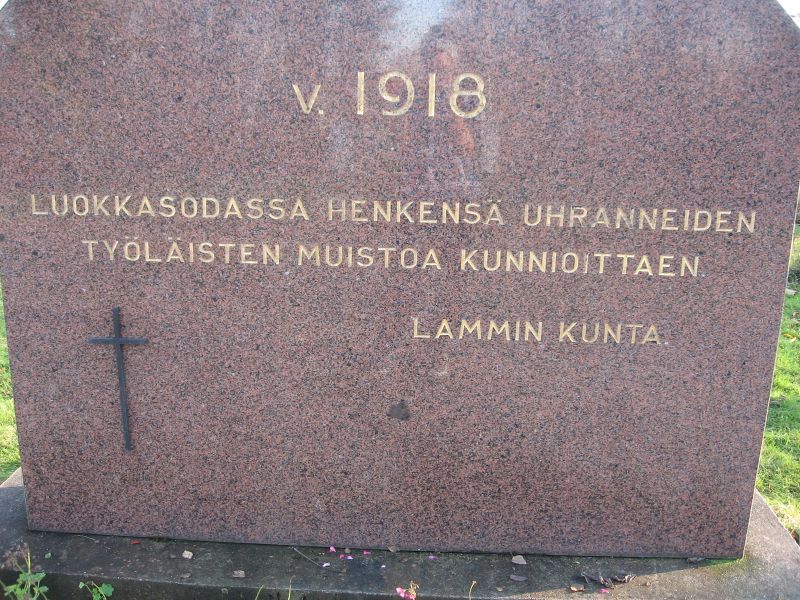 v. 1918
LUOKKASODASSA HENKENSÄ UHRANNEIDEN
TYÖLÄISTEN MUISTOA KUNNIOITTAEN
LAMMIN KUNTA